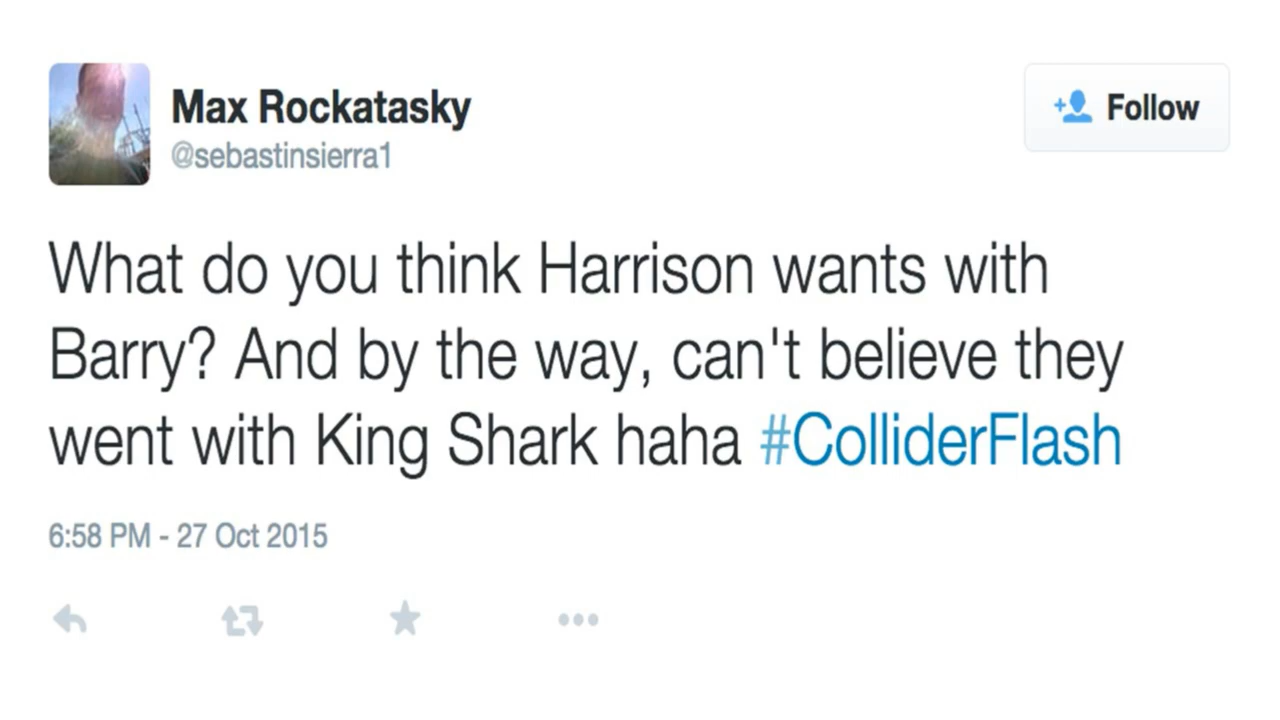 Max Rockatasky
@sebastinsierra1
Follow
What do you think Harrison wants with
Barry? And by the way, can't believe they
went with King Shark haha #ColliderFlash
6:58 PM - 27 Oct 2015